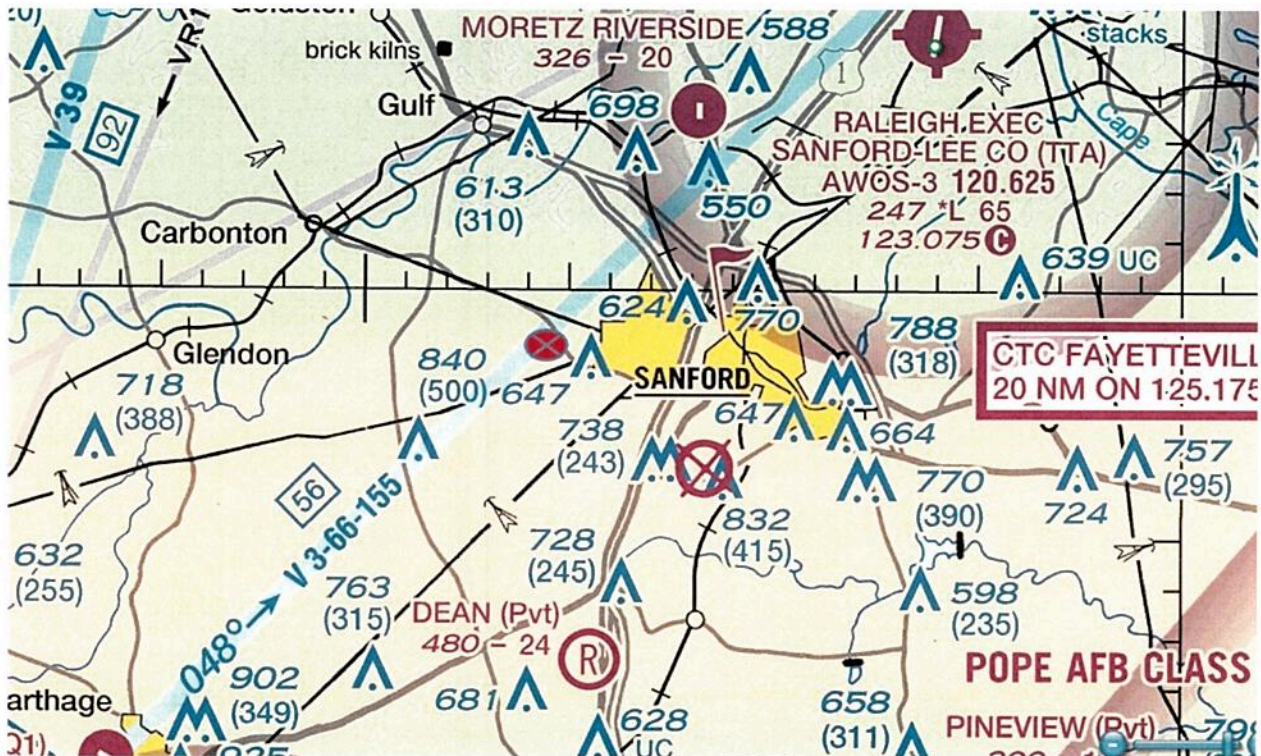 20)
V 39
92
VR1
brick kilns
MORETZ RIVERSIDE
326 – 20
588
1
stacks
Gulf
698
RALEIGH EXEC
SANFORD-LEE CO (TTA)
AWOS-3 120.625
247 *L 65
123.075 C
Cape
613
(310)
550
Carbonton
639 UC
624
770
788
(318)
CTC FAYETTEVILL
20 NM ON 125.175
Glendon
718
(388)
840
(500)
647
SANFORD
647
664
738
(243)
757
(295)
56
V 3-66-155
048°
770
(390)
724
832
(415)
632
(255)
728
(245)
763
(315)
598
(235)
DEAN (Pvt)
480 – 24
R
POPE AFB CLASS
arthage
902
(349)
681
628
UC
658
(311)
PINEVIEW (Pvt)